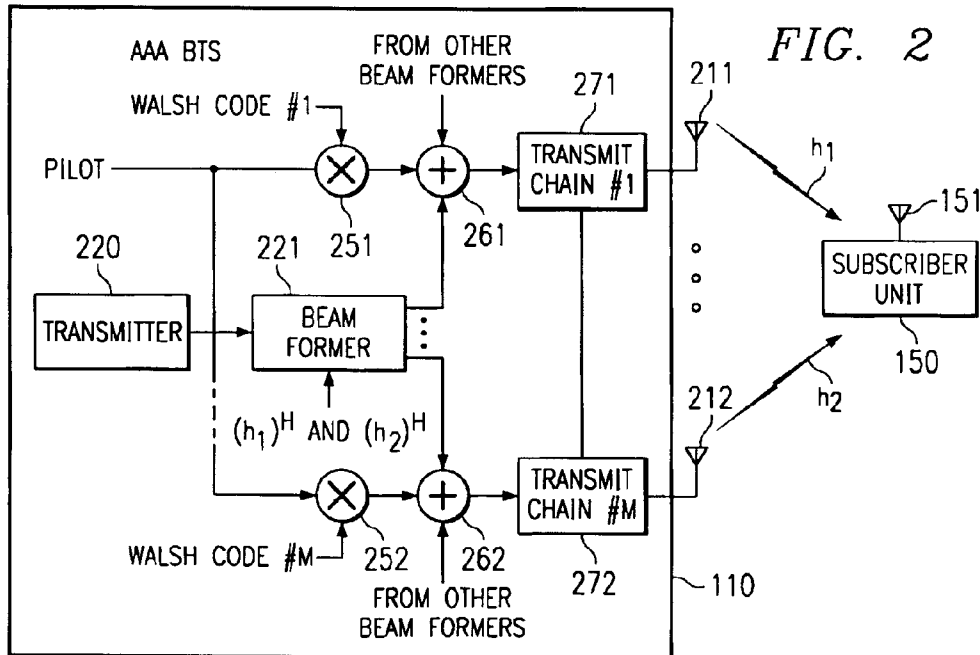 FIG. 2
AAA BTS
FROM OTHER
BEAM FORMERS
WALSH CODE #1
PILOT
251
261
271
TRANSMIT
CHAIN #1
211
h1
151
SUBSCRIBER
UNIT
150
220
TRANSMITTER
221
BEAM
FORMER
(h1)H AND (h2)H
h2
212
WALSH CODE #M
252
262
TRANSMIT
CHAIN #M
272
FROM OTHER
BEAM FORMERS
110